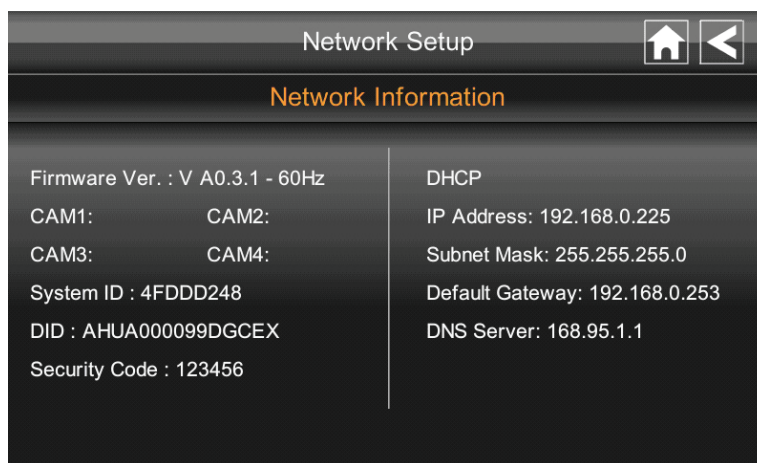 Network Setup
Network Information
Firmware Ver. : V A0.3.1 - 60Hz
CAM1: CAM2:
CAM3: CAM4:
System ID : 4FDDD248
DID : AHUA000099DGCEX
Security Code : 123456
DHCP
IP Address: 192.168.0.225
Subnet Mask: 255.255.255.0
Default Gateway: 192.168.0.253
DNS Server: 168.95.1.1